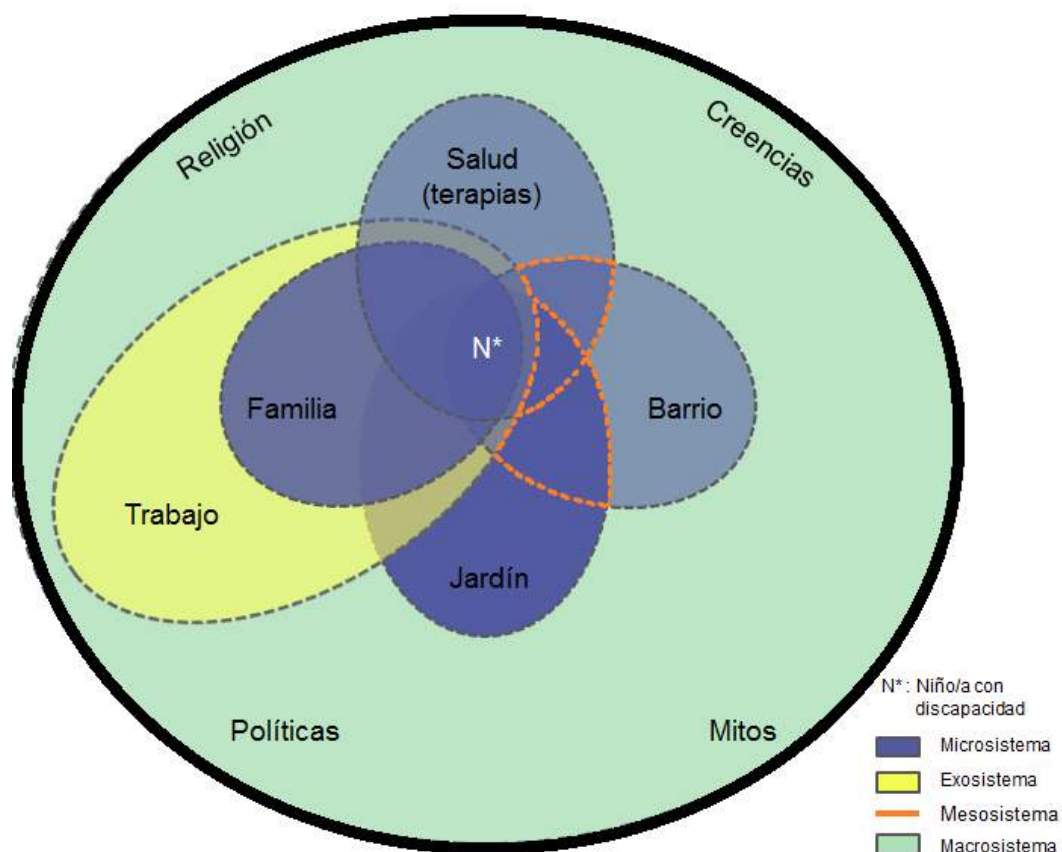 Religión
Creencias
Salud
(terapias)
N*
Familia
Barrio
Trabajo
Jardín
Políticas
Mitos
N* : Niño/a con
discapacidad
Microsistema
Exosistema
Mesosistema
Macrosistema